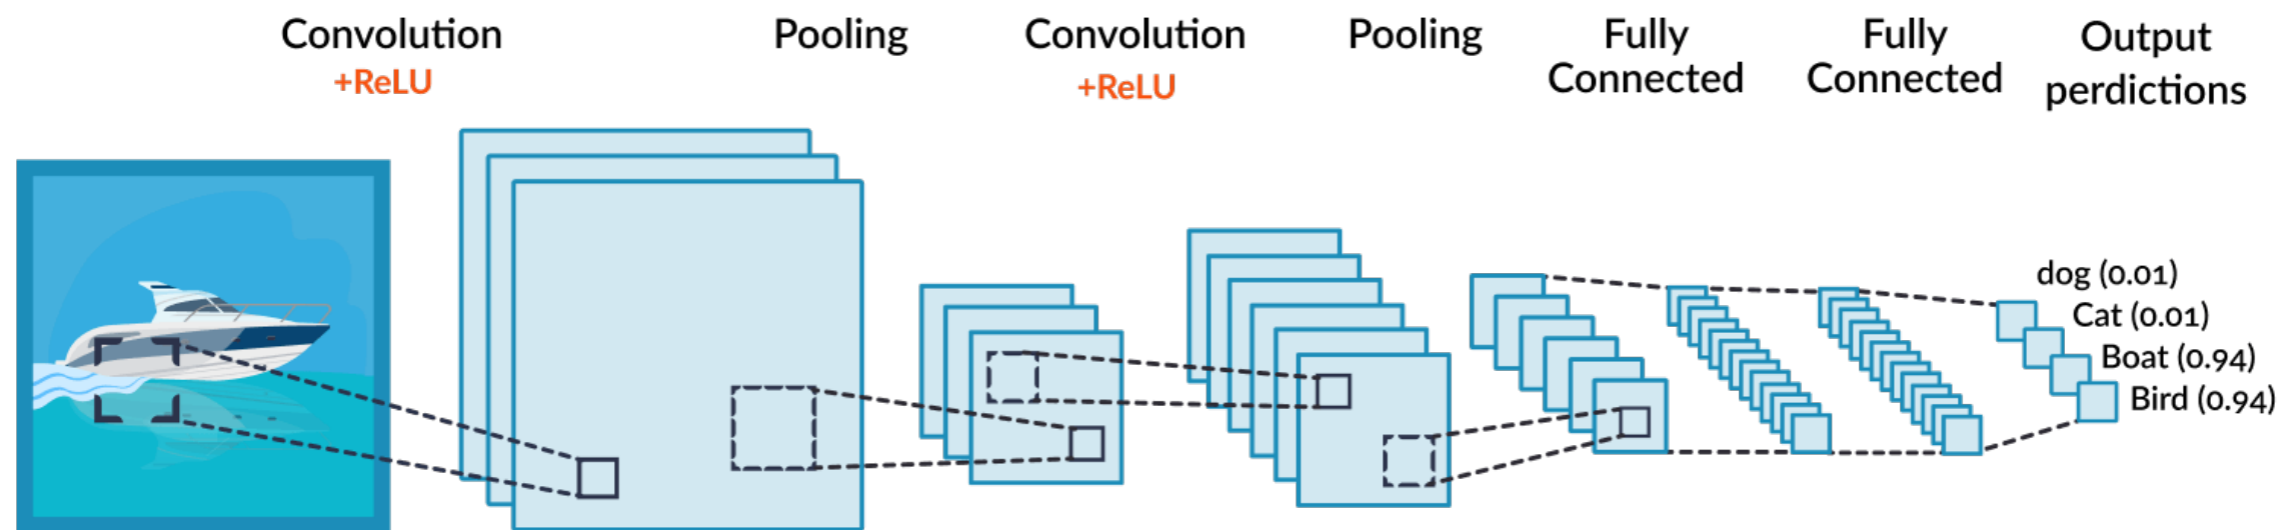 Convolution
+ReLU
Pooling
Convolution
+ReLU
Pooling
Fully
Connected
Fully
Connected
Output
perdictions
dog (0.01)
Cat (0.01)
Boat (0.94)
Bird (0.94)